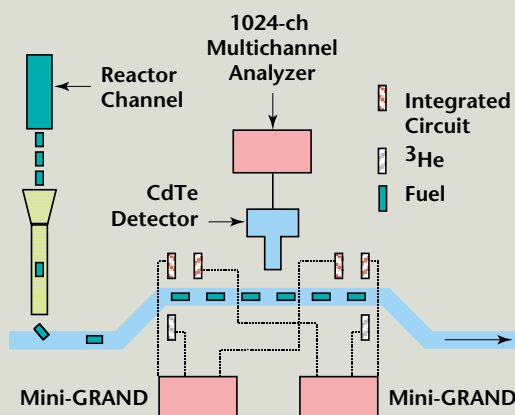 1024-ch
Multichannel
Analyzer
Reactor
Channel
Integrated
Circuit
³He
Fuel
CdTe
Detector
Mini-GRAND
Mini-GRAND